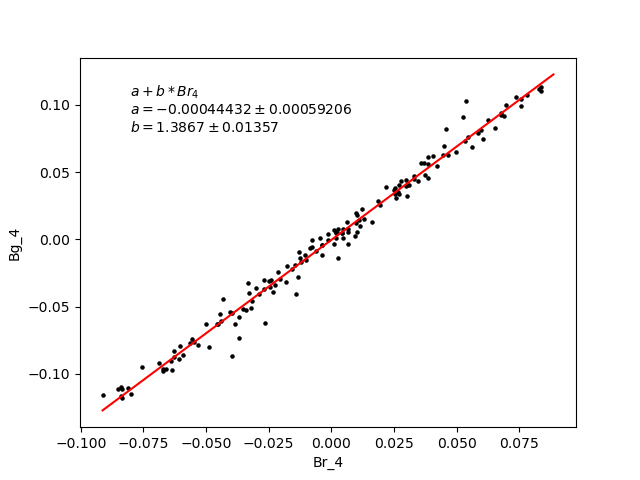 a + b * Br₄
a = −0.00044432 ± 0.00059206
b = 1.3867 ± 0.01357
0.10
0.05
0.00
−0.05
−0.10
Bg_4
−0.100 −0.075 −0.050 −0.025 0.000 0.025 0.050 0.075
Br_4